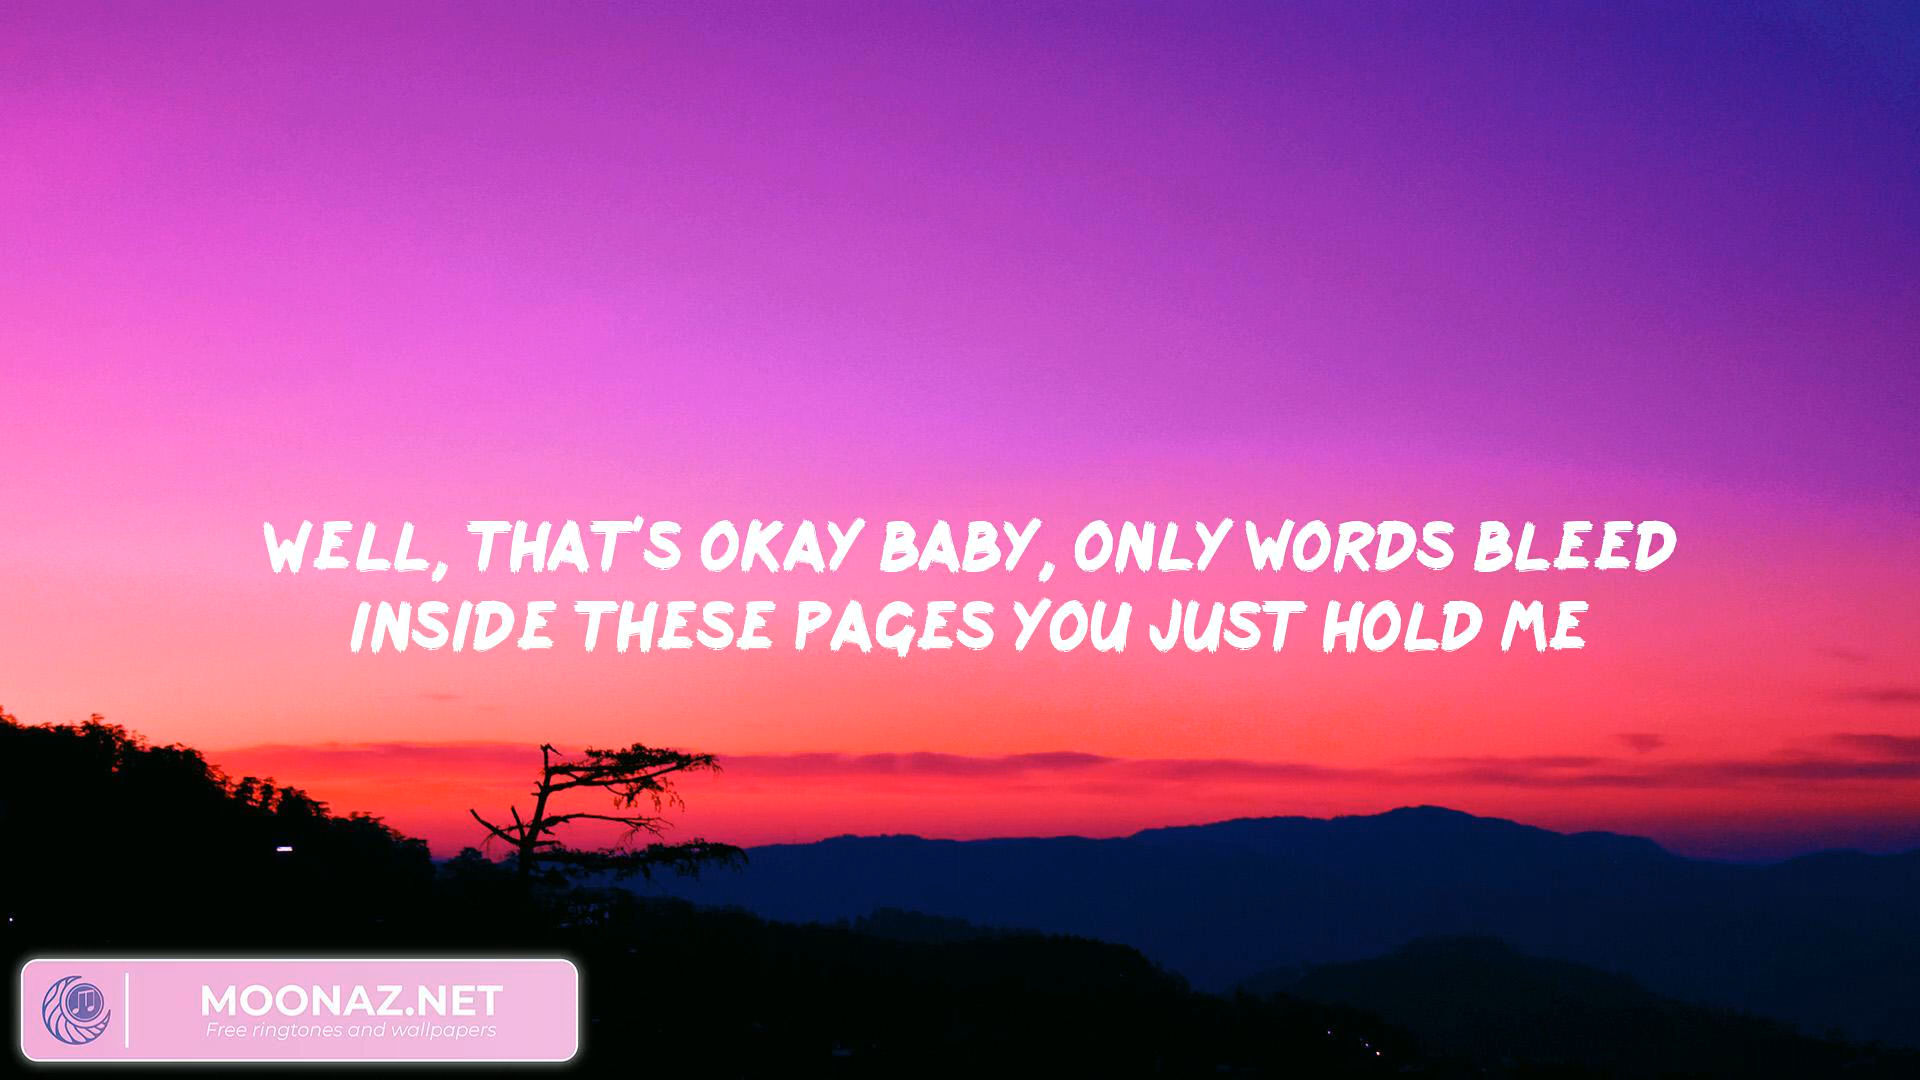 WELL, THAT'S OKAY BABY, ONLY WORDS BLEED
INSIDE THESE PAGES YOU JUST HOLD ME
MOONAZ.NET
Free ringtones and wallpapers